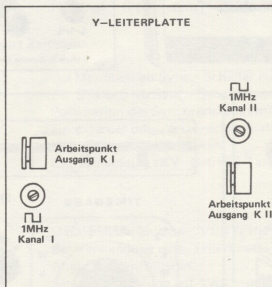 Y–LEITERPLATTE
1MHz
Kanal II
Arbeitspunkt
Ausgang K I
Arbeitspunkt
Ausgang K II
1MHz
Kanal I